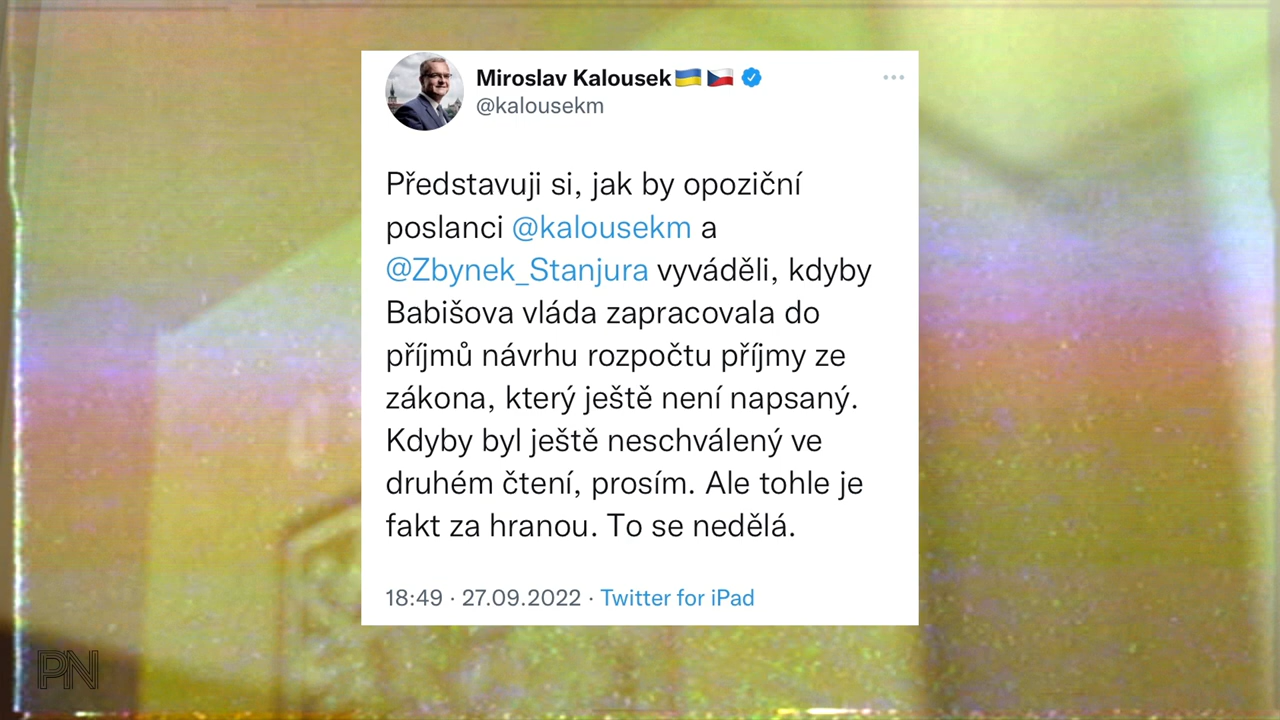 Miroslav Kalousek🇺🇦 🇨🇿
@kalousekm
Představuji si, jak by opoziční
poslanci @kalousekm a
@Zbynek_Stanjura vyváděli, kdyby
Babišova vláda zapracovala do
příjmů návrhu rozpočtu příjmy ze
zákona, který ještě není napsaný.
Kdyby byl ještě neschválený ve
druhém čtení, prosím. Ale tohle je
fakt za hranou. To se nedělá.
18:49 · 27.09.2022 · Twitter for iPad
PN